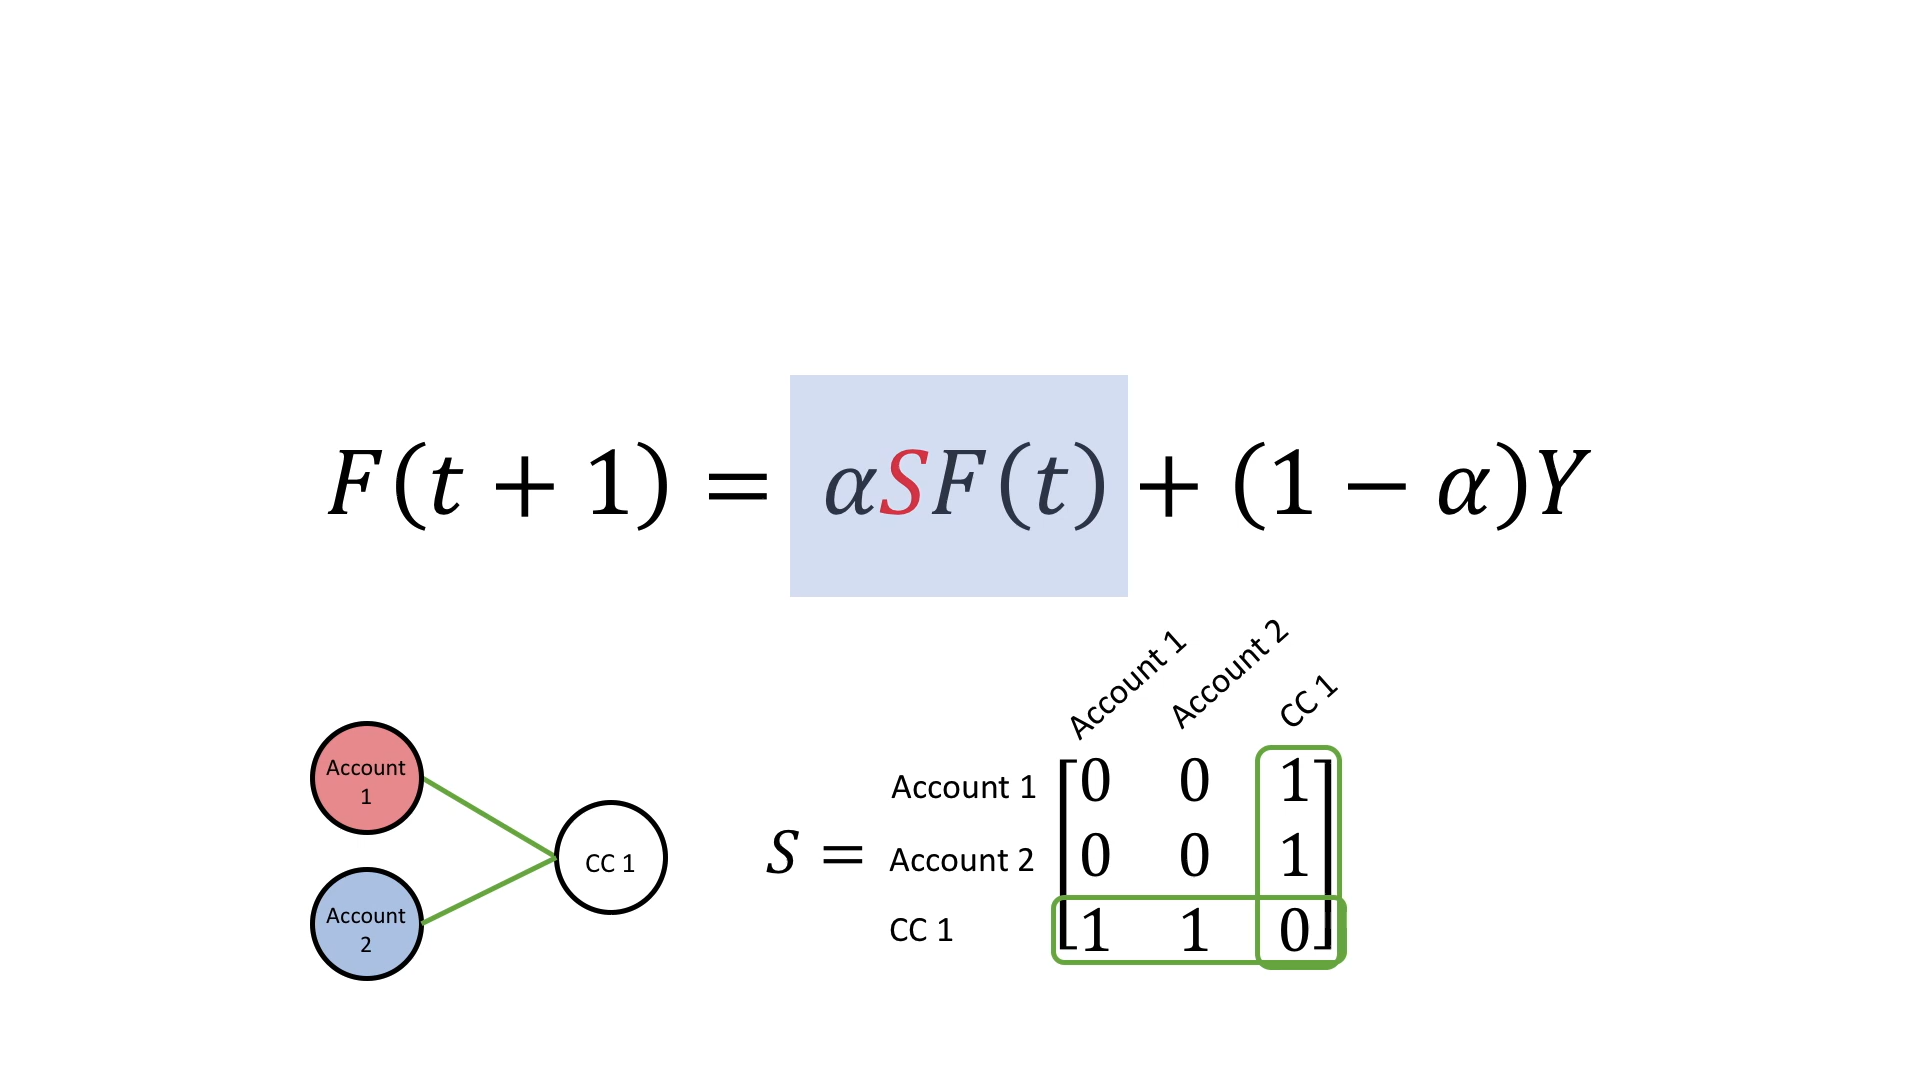 F(t + 1) = αSF(t) + (1 − α)Y
Account 1 Account 2 CC 1
Account
1
Account
2
CC 1
S =
Account 1 [0 0 1]
Account 2 [0 0 1]
CC 1 [1 1 0]